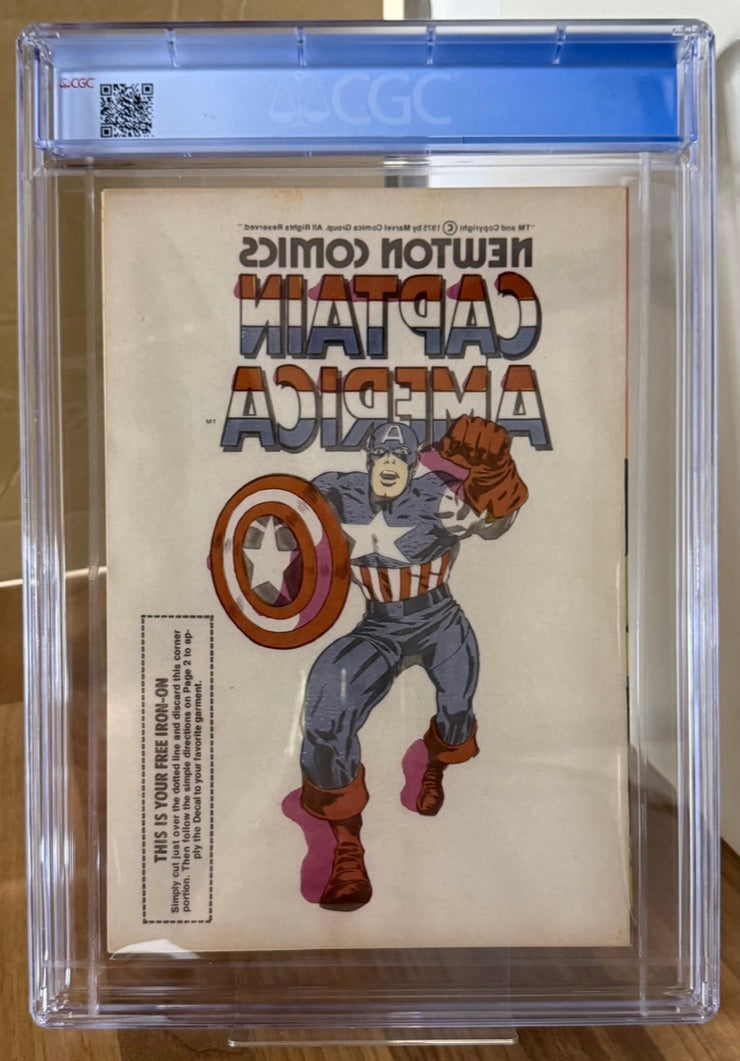 CGC
CGC
"TM and Copyright Ⓒ 1975 by Marvel Comics Group. All Rights Reserved."
NEWTON COMICS
CAPTAIN
AMERICA
TM
A
THIS IS YOUR FREE IRON-ON
Simply cut just over the dotted line and discard this corner
portion. Then follow the simple directions on Page 2 to ap-
ply the Decal to your favorite garment.